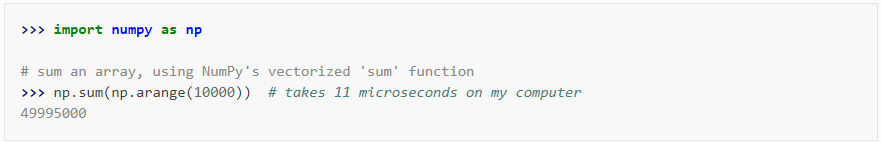 >>> import numpy as np
# sum an array, using NumPy's vectorized 'sum' function
>>> np.sum(np.arange(10000))  # takes 11 microseconds on my computer
49995000